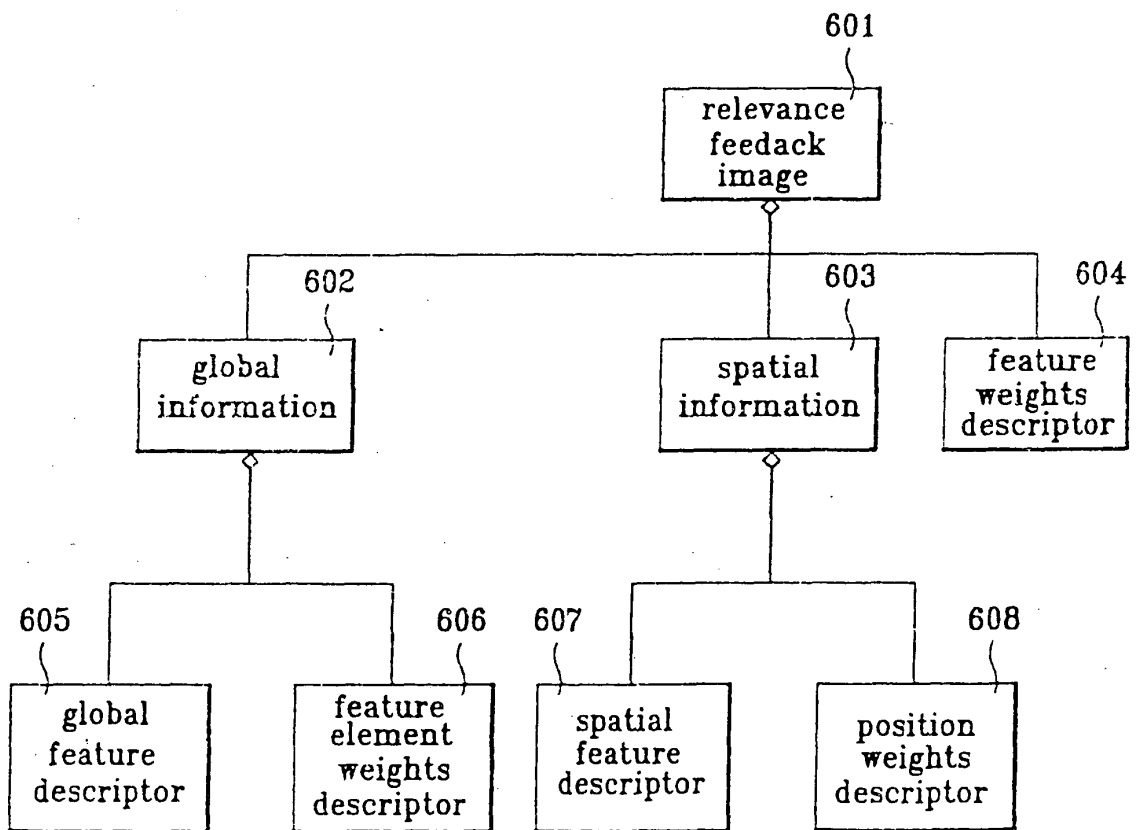 601
relevance
feedack
image
602
603
604
global
information
spatial
information
feature
weights
descriptor
605
606
607
608
global
feature
descriptor
feature
element
weights
descriptor
spatial
feature
descriptor
position
weights
descriptor